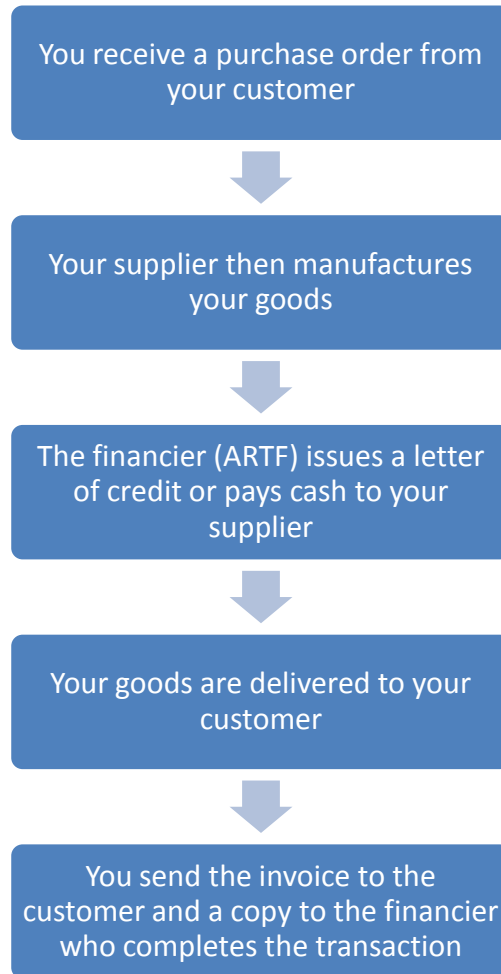 You receive a purchase order from
your customer
Your supplier then manufactures
your goods
The financier (ARTF) issues a letter
of credit or pays cash to your
supplier
Your goods are delivered to your
customer
You send the invoice to the
customer and a copy to the financier
who completes the transaction